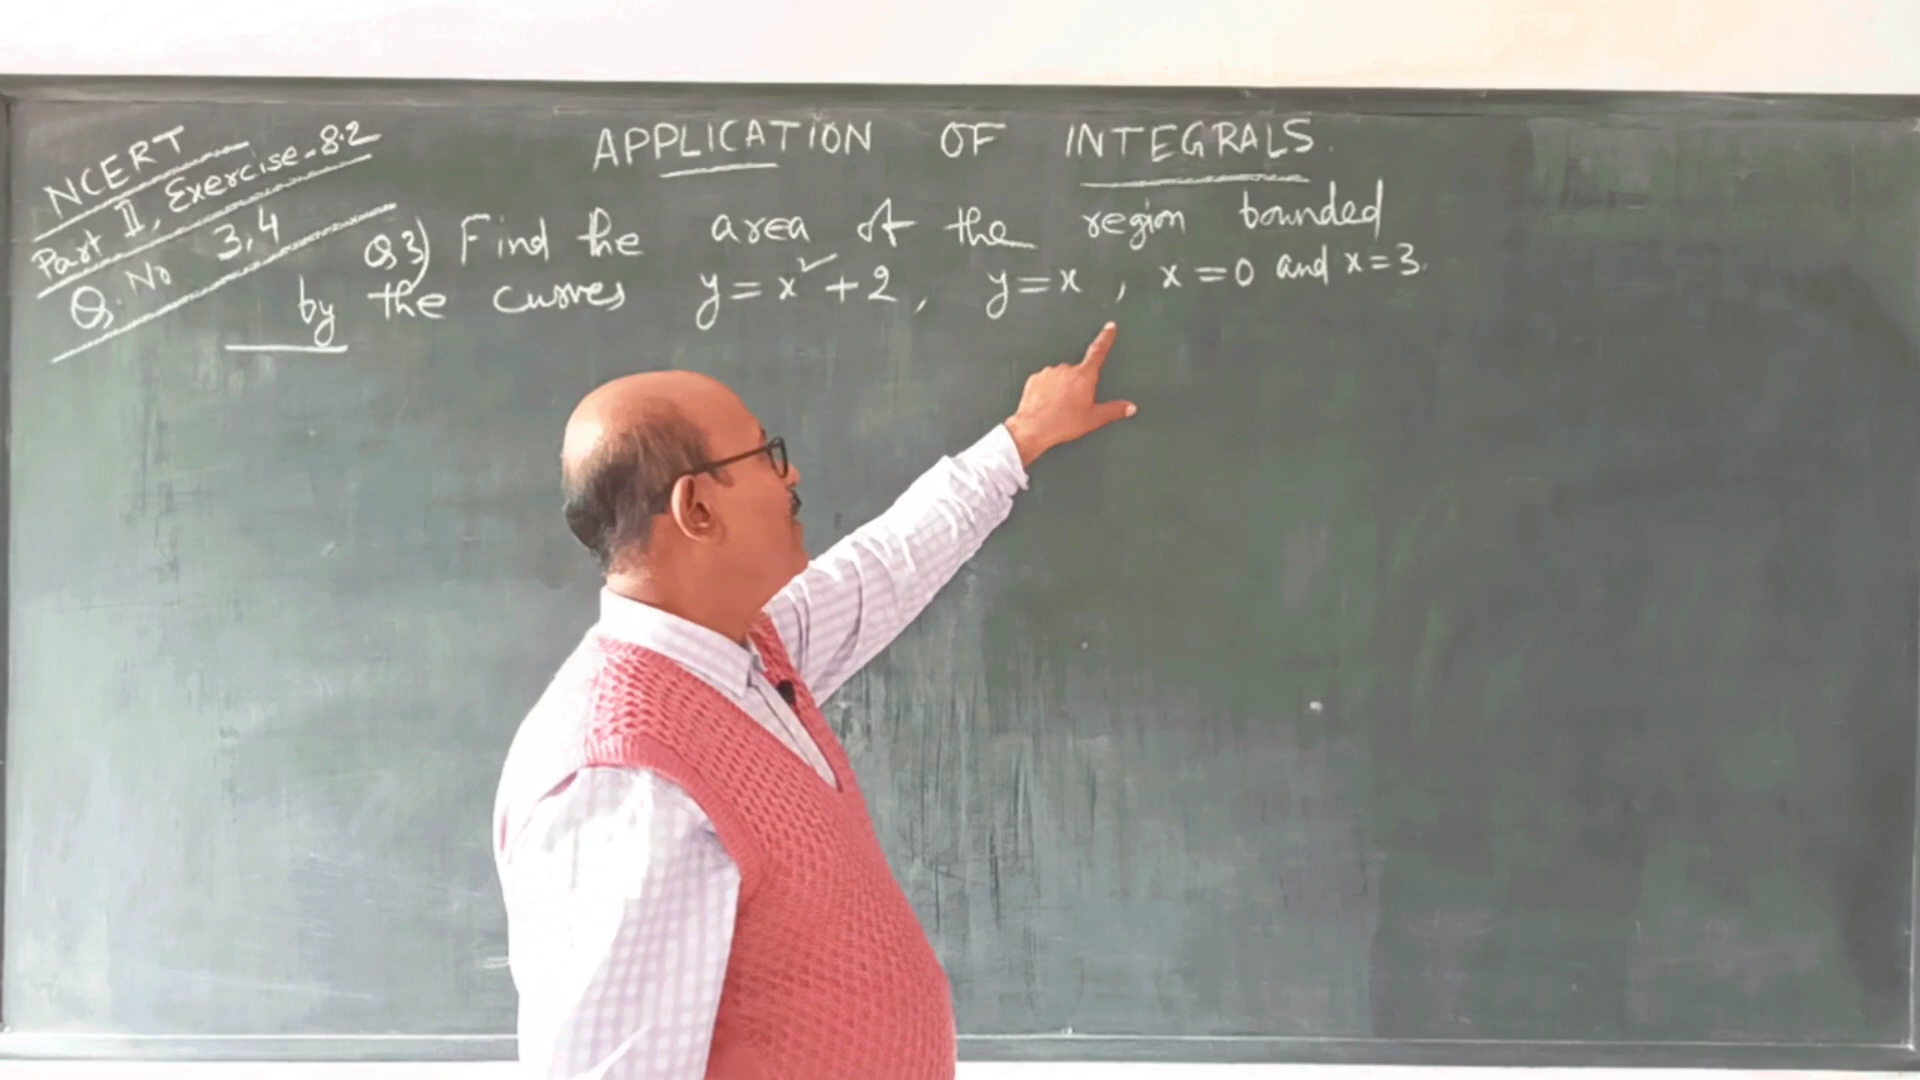 APPLICATION OF INTEGRALS.
NCERT
Part II, Exercise-8.2
Q. No 3,4
Q3) Find the area of the region bounded
by the curves y=x²+2, y=x, x=0 and x=3.